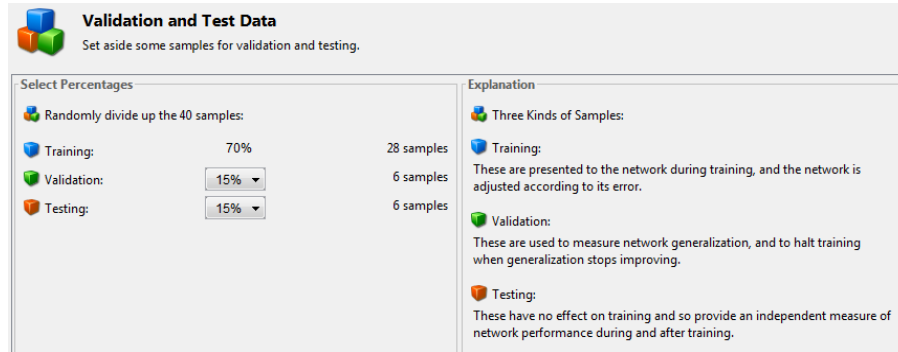 Validation and Test Data
Set aside some samples for validation and testing.
Select Percentages
Randomly divide up the 40 samples:
Training: 70% 28 samples
Validation: 15% 6 samples
Testing: 15% 6 samples
Explanation
Three Kinds of Samples:
Training:
These are presented to the network during training, and the network is
adjusted according to its error.
Validation:
These are used to measure network generalization, and to halt training
when generalization stops improving.
Testing:
These have no effect on training and so provide an independent measure of
network performance during and after training.